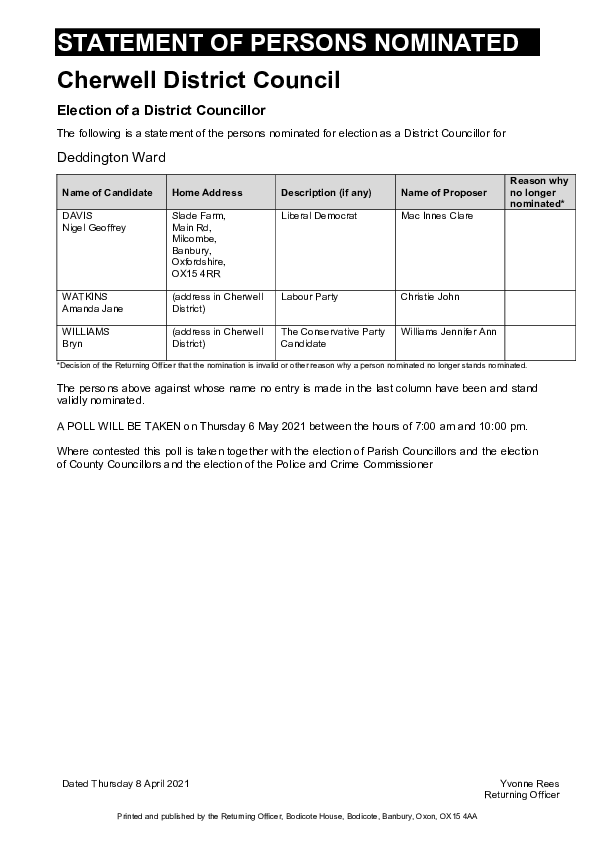 STATEMENT OF PERSONS NOMINATED
Cherwell District Council
Election of a District Councillor
The following is a statement of the persons nominated for election as a District Councillor for
Deddington Ward
Name of Candidate Home Address Description (if any) Name of Proposer Reason why no longer nominated*
DAVIS Slade Farm, Liberal Democrat Mac Innes Clare
Nigel Geoffrey Main Rd,
Milcombe,
Banbury,
Oxfordshire,
OX15 4RR
WATKINS (address in Cherwell Labour Party Christie John
Amanda Jane District)
WILLIAMS (address in Cherwell The Conservative Party Williams Jennifer Ann
Bryn District) Candidate
*Decision of the Returning Officer that the nomination is invalid or other reason why a person nominated no longer stands nominated.
The persons above against whose name no entry is made in the last column have been and stand
validly nominated.
A POLL WILL BE TAKEN on Thursday 6 May 2021 between the hours of 7:00 am and 10:00 pm.
Where contested this poll is taken together with the election of Parish Councillors and the election
of County Councillors and the election of the Police and Crime Commissioner
Dated Thursday 8 April 2021 Yvonne Rees
Returning Officer
Printed and published by the Returning Officer, Bodicote House, Bodicote, Banbury, Oxon, OX15 4AA